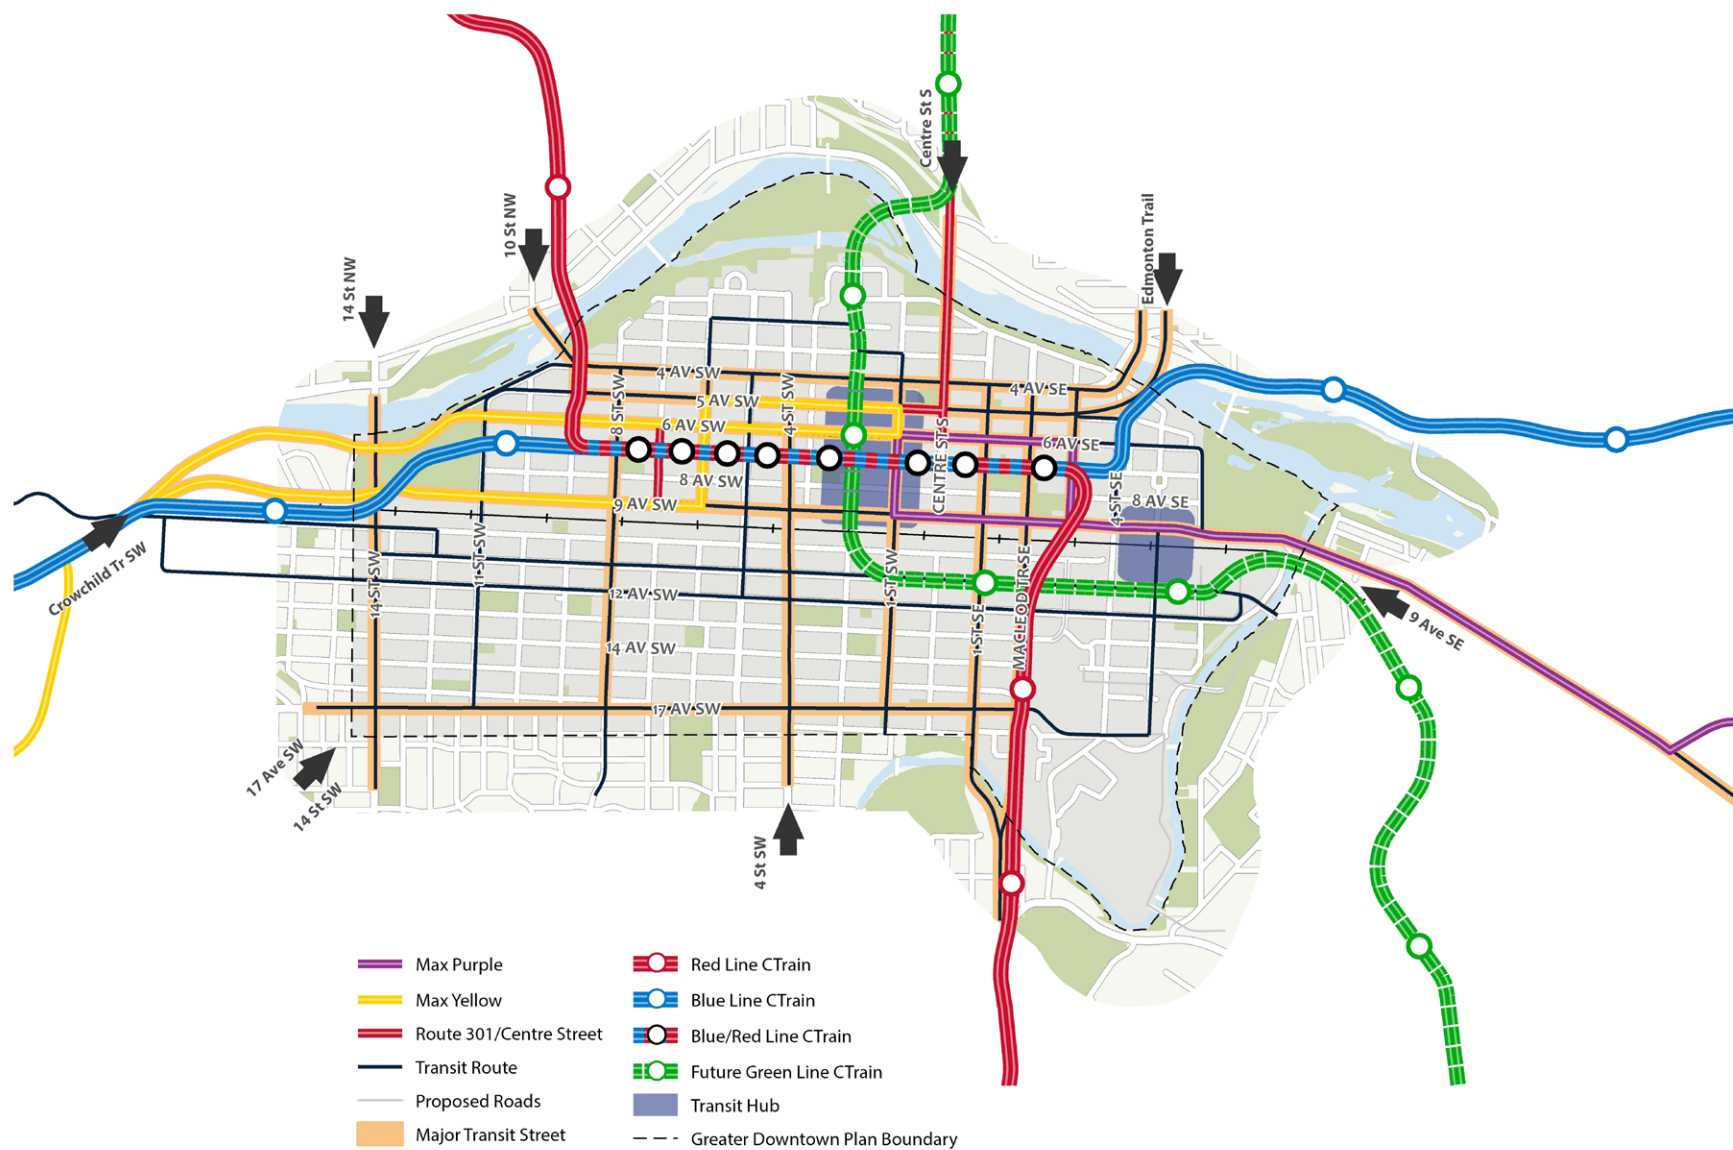 Centre St S
10 St NW
Edmonton Trail
14 St NW
4 AV SW
4 AV SE
8 ST SW
5 AV SW
4 ST SW
6 AV SW
CENTRE ST S
6 AV SE
8 AV SW
4 ST SE
8 AV SE
9 AV SW
Crowchild Tr SW
14 ST SW
11 ST SW
12 AV SW
1 ST SW
1 ST SE
MACLEOD TR SE
9 Ave SE
14 AV SW
17 AV SW
17 Ave SW
14 St SW
4 St SW
Max Purple
Max Yellow
Route 301/Centre Street
Transit Route
Proposed Roads
Major Transit Street
Red Line CTrain
Blue Line CTrain
Blue/Red Line CTrain
Future Green Line CTrain
Transit Hub
Greater Downtown Plan Boundary